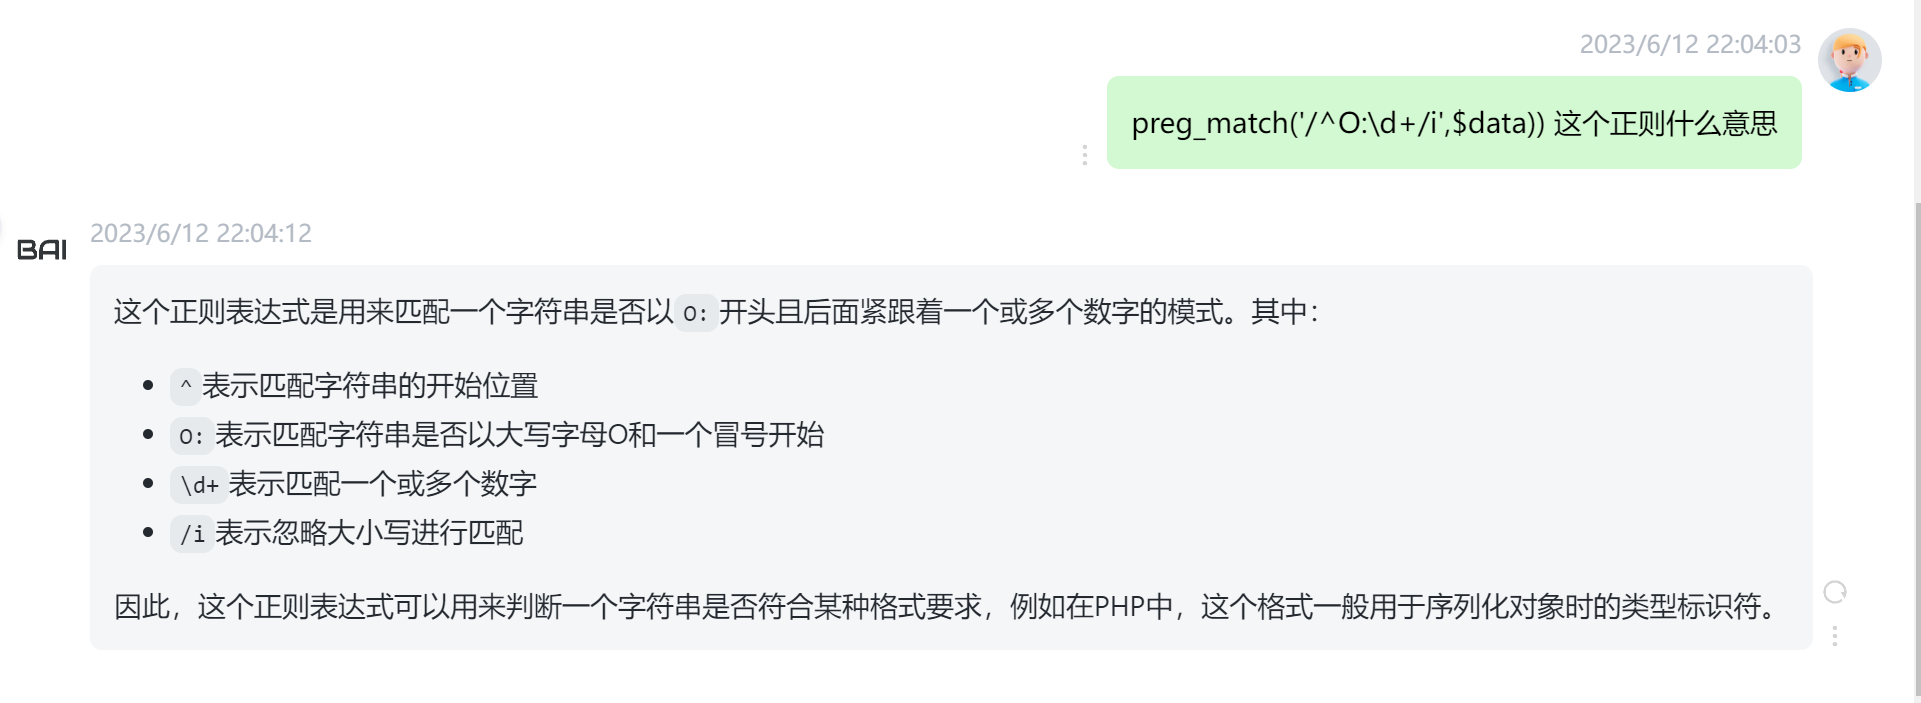 2023/6/12 22:04:03
preg_match('/^O:\d+/i',$data)) 这个正则什么意思
2023/6/12 22:04:12
BAI
这个正则表达式是用来匹配一个字符串是否以 O: 开头且后面紧跟着一个或多个数字的模式。其中：
• ^ 表示匹配字符串的开始位置
• O: 表示匹配字符串是否以大写字母O和一个冒号开始
• \d+ 表示匹配一个或多个数字
• /i 表示忽略大小写进行匹配
因此，这个正则表达式可以用来判断一个字符串是否符合某种格式要求，例如在PHP中，这个格式一般用于序列化对象时的类型标识符。